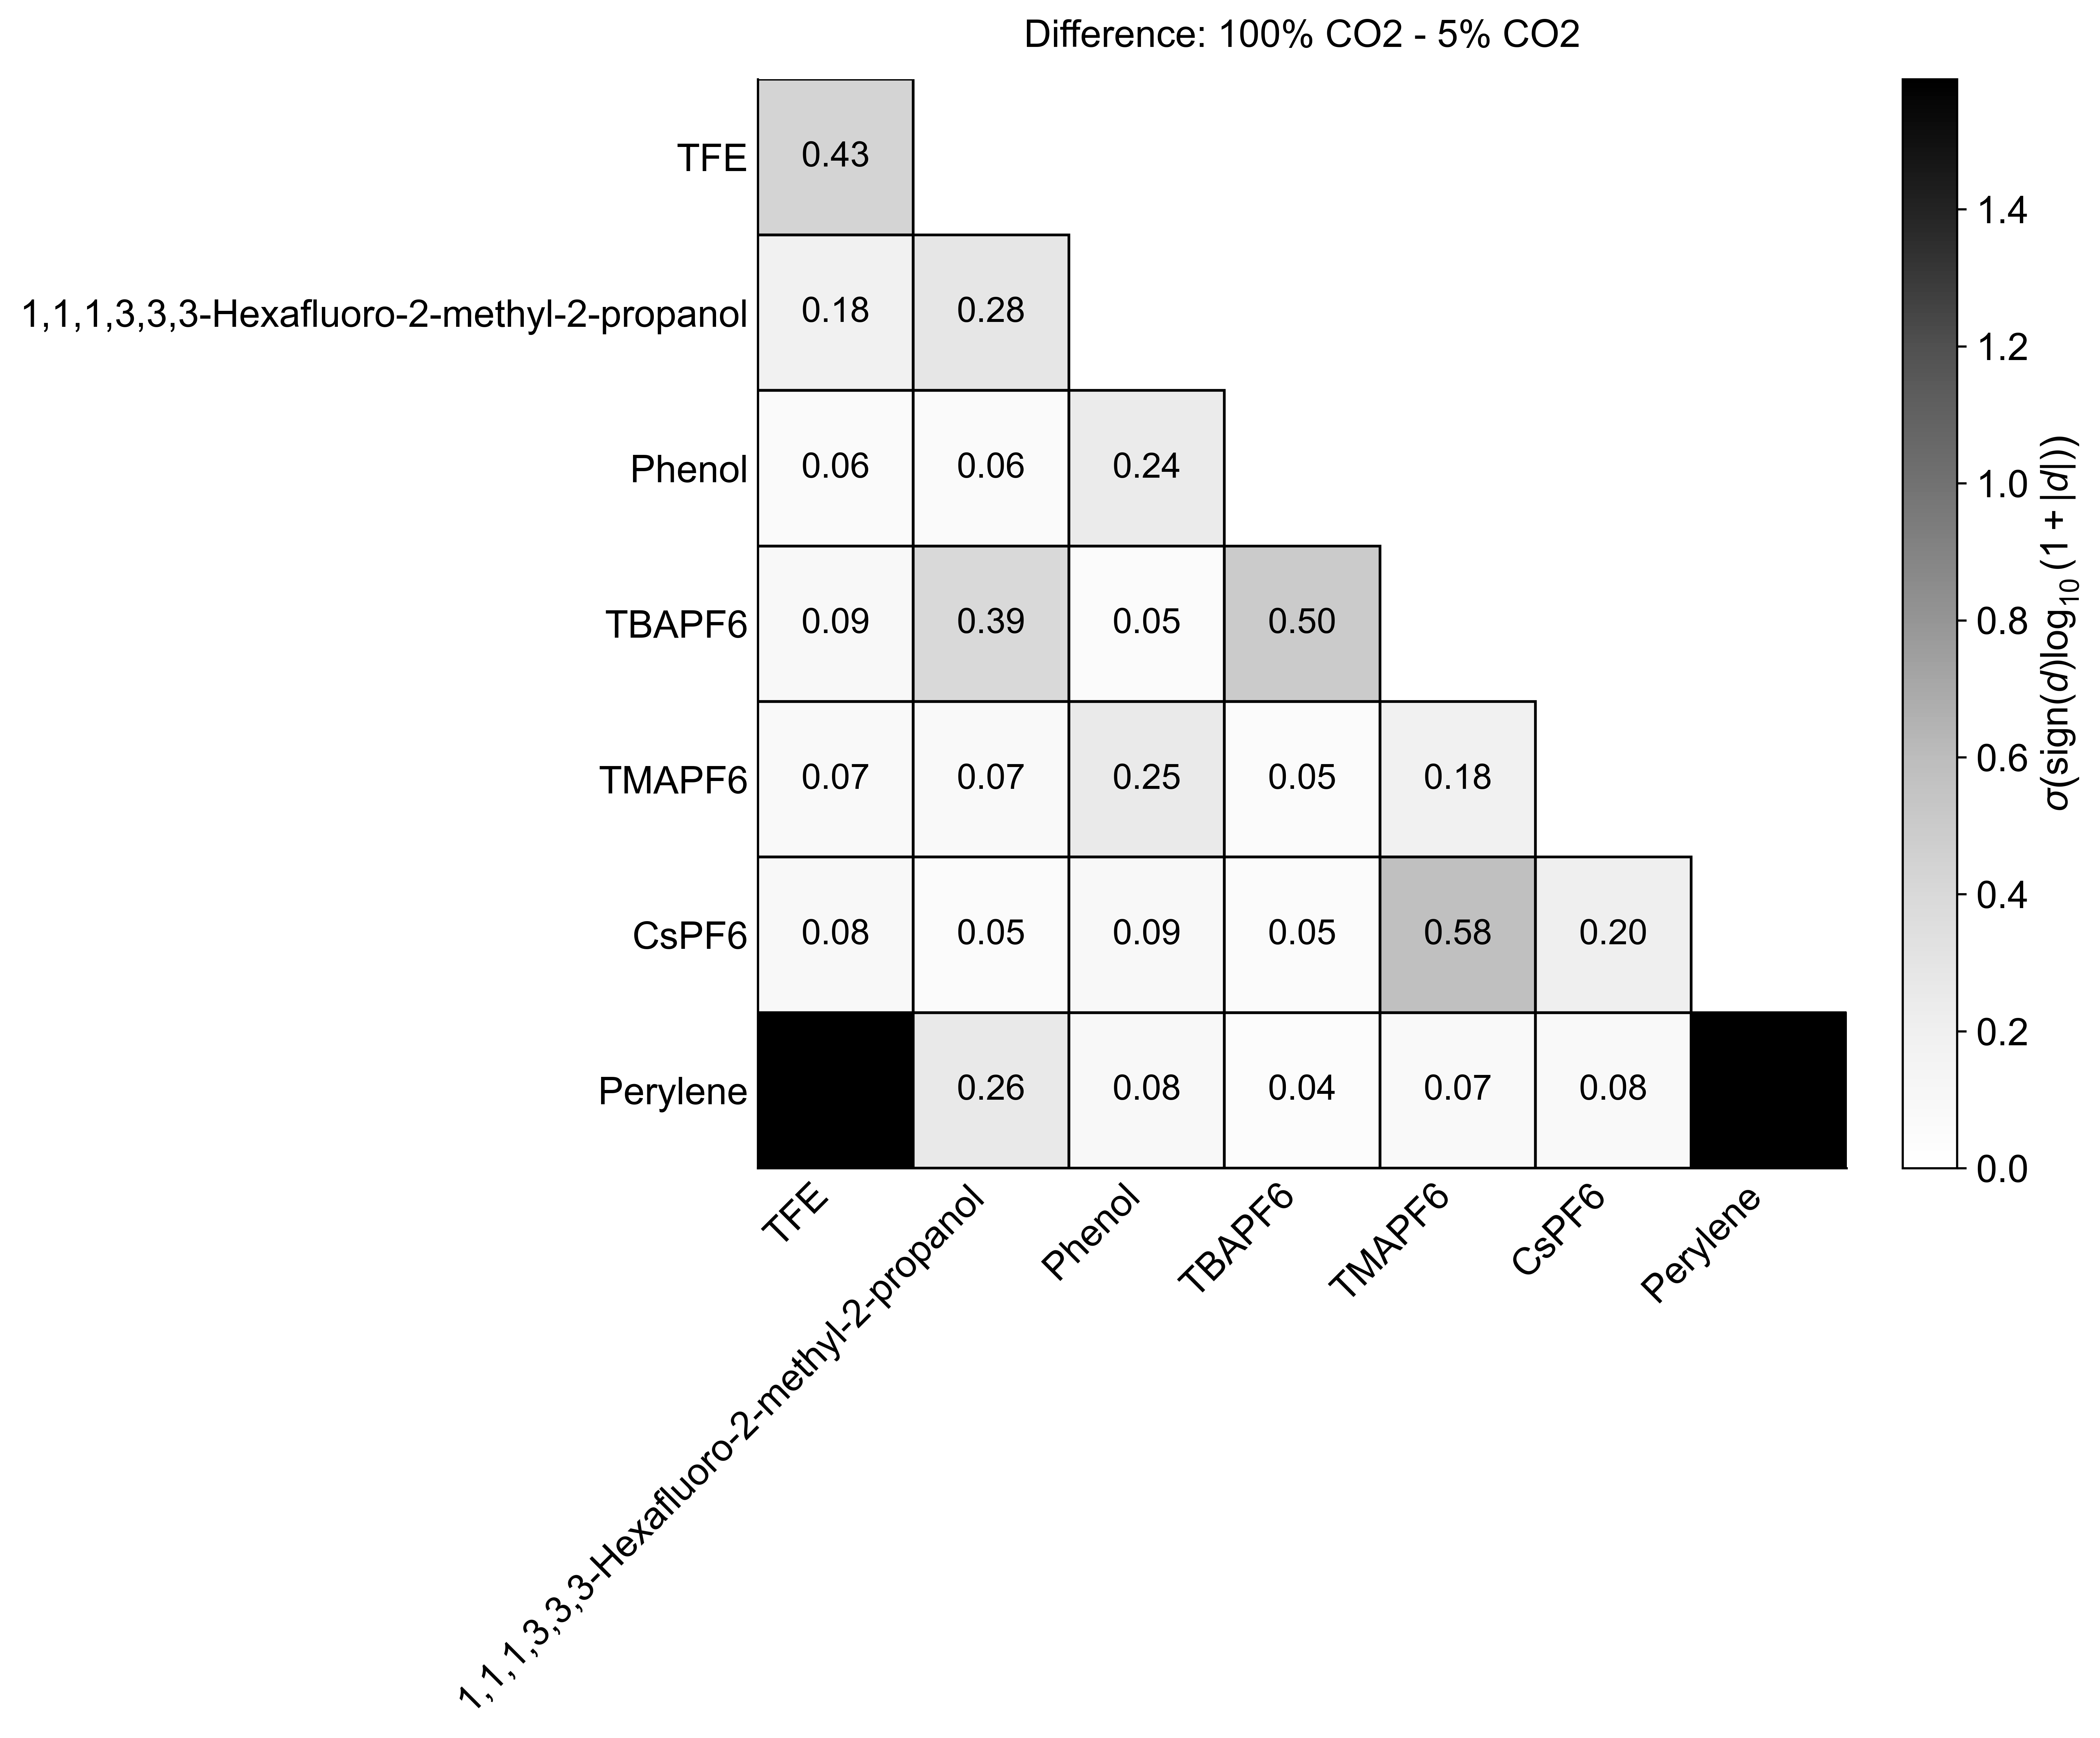 Difference: 100% CO2 - 5% CO2
TFE 0.43
1,1,1,3,3,3-Hexafluoro-2-methyl-2-propanol 0.18 0.28
Phenol 0.06 0.06 0.24
TBAPF6 0.09 0.39 0.05 0.50
TMAPF6 0.07 0.07 0.25 0.05 0.18
CsPF6 0.08 0.05 0.09 0.05 0.58 0.20
Perylene 0.26 0.08 0.04 0.07 0.08
TFE
1,1,1,3,3,3-Hexafluoro-2-methyl-2-propanol
Phenol
TBAPF6
TMAPF6
CsPF6
Perylene
1.4
1.2
1.0
0.8
0.6
0.4
0.2
0.0
σ(sign(d)log₁₀(1 + |d|))